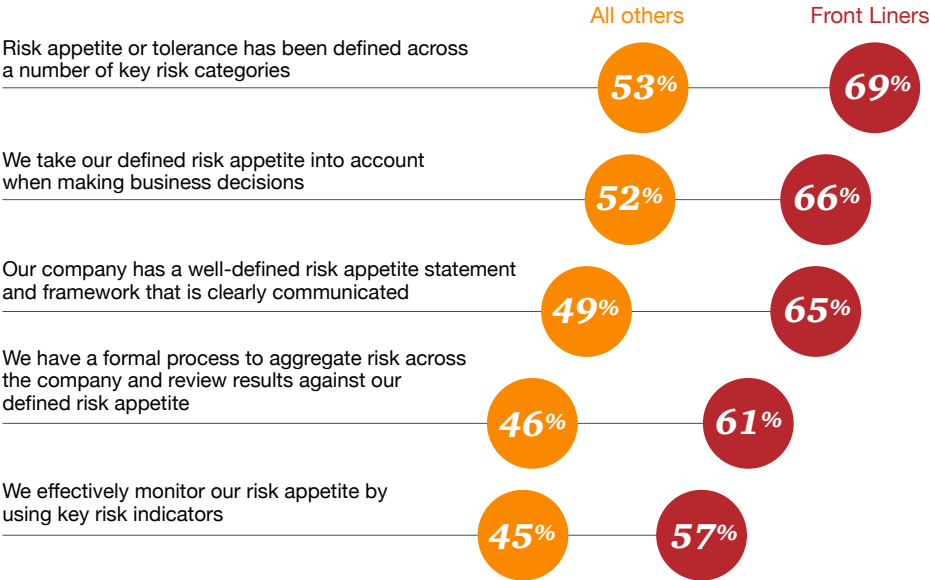 All others Front Liners
Risk appetite or tolerance has been defined across
a number of key risk categories
53% 69%
We take our defined risk appetite into account
when making business decisions
52% 66%
Our company has a well-defined risk appetite statement
and framework that is clearly communicated
49% 65%
We have a formal process to aggregate risk across
the company and review results against our
defined risk appetite
46% 61%
We effectively monitor our risk appetite by
using key risk indicators
45% 57%